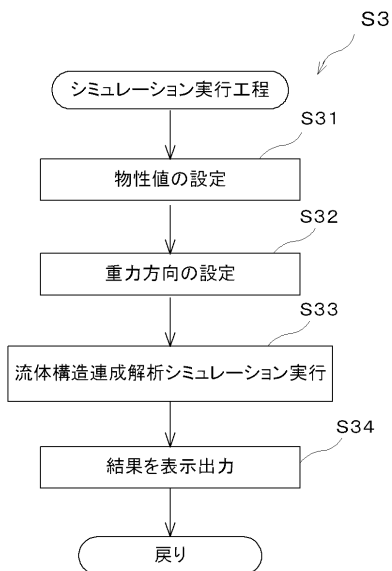 S3
シミュレーション実行工程
S31
物性値の設定
S32
重力方向の設定
S33
流体構造連成解析シミュレーション実行
S34
結果を表示出力
戻り